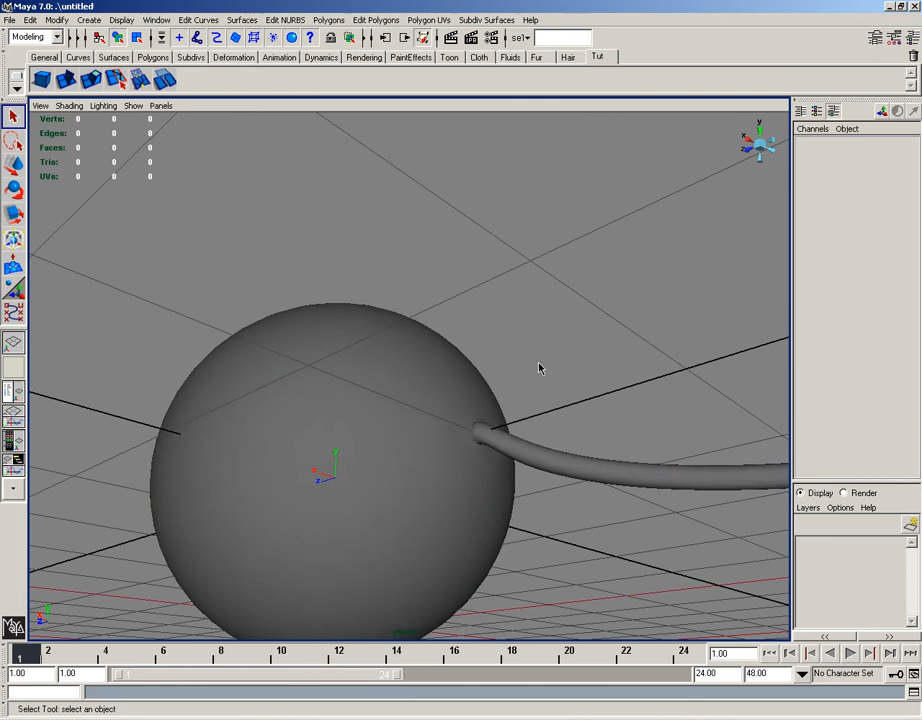 Maya 7.0: .\untitled
File Edit Modify Create Display Window Edit Curves Surfaces Edit NURBS Polygons Edit Polygons Polygon UVs Subdiv Surfaces Help
Modeling sel
General Curves Surfaces Polygons Subdivs Deformation Animation Dynamics Rendering PaintEffects Toon Cloth Fluids Fur Hair Tut
View Shading Lighting Show Panels
Verts: 0 0 0
Edges: 0 0 0
Faces: 0 0 0
Tris: 0 0 0
UVs: 0 0 0
y
x
z
y
x
z
Channels Object
Display Render
Layers Options Help
1 2 4 6 8 10 12 14 16 18 20 22 24 1.00
1.00 1.00 1 24 24.00 48.00 No Character Set
Select Tool: select an object